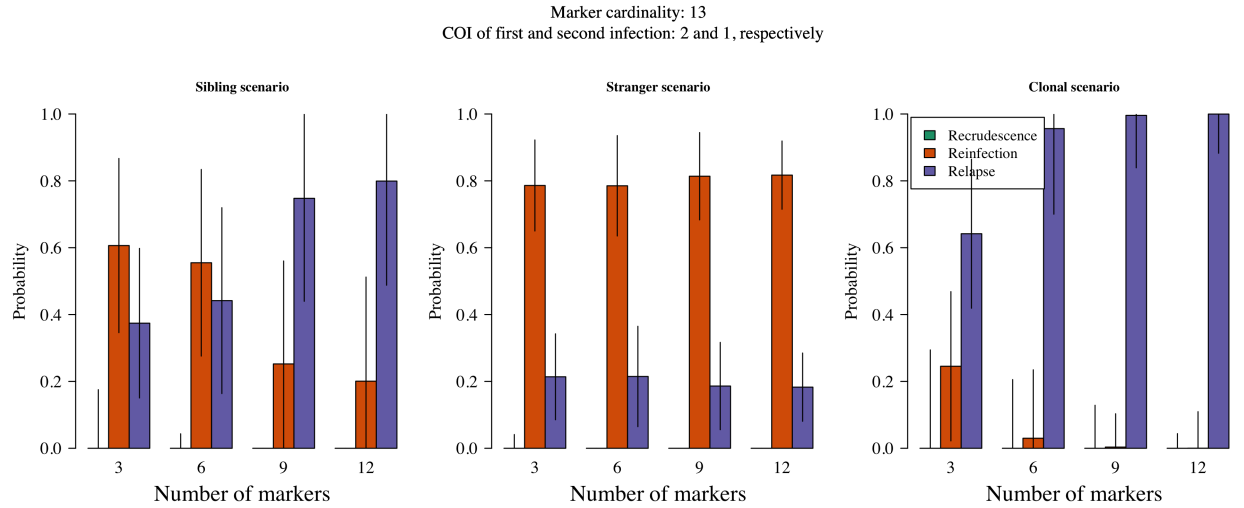 Marker cardinality: 13
COI of first and second infection: 2 and 1, respectively
Sibling scenario
Probability
1.0
0.8
0.6
0.4
0.2
0.0
3 6 9 12
Number of markers
Stranger scenario
Probability
1.0
0.8
0.6
0.4
0.2
0.0
3 6 9 12
Number of markers
Clonal scenario
Probability
1.0
0.8
0.6
0.4
0.2
0.0
Recrudescence
Reinfection
Relapse
3 6 9 12
Number of markers